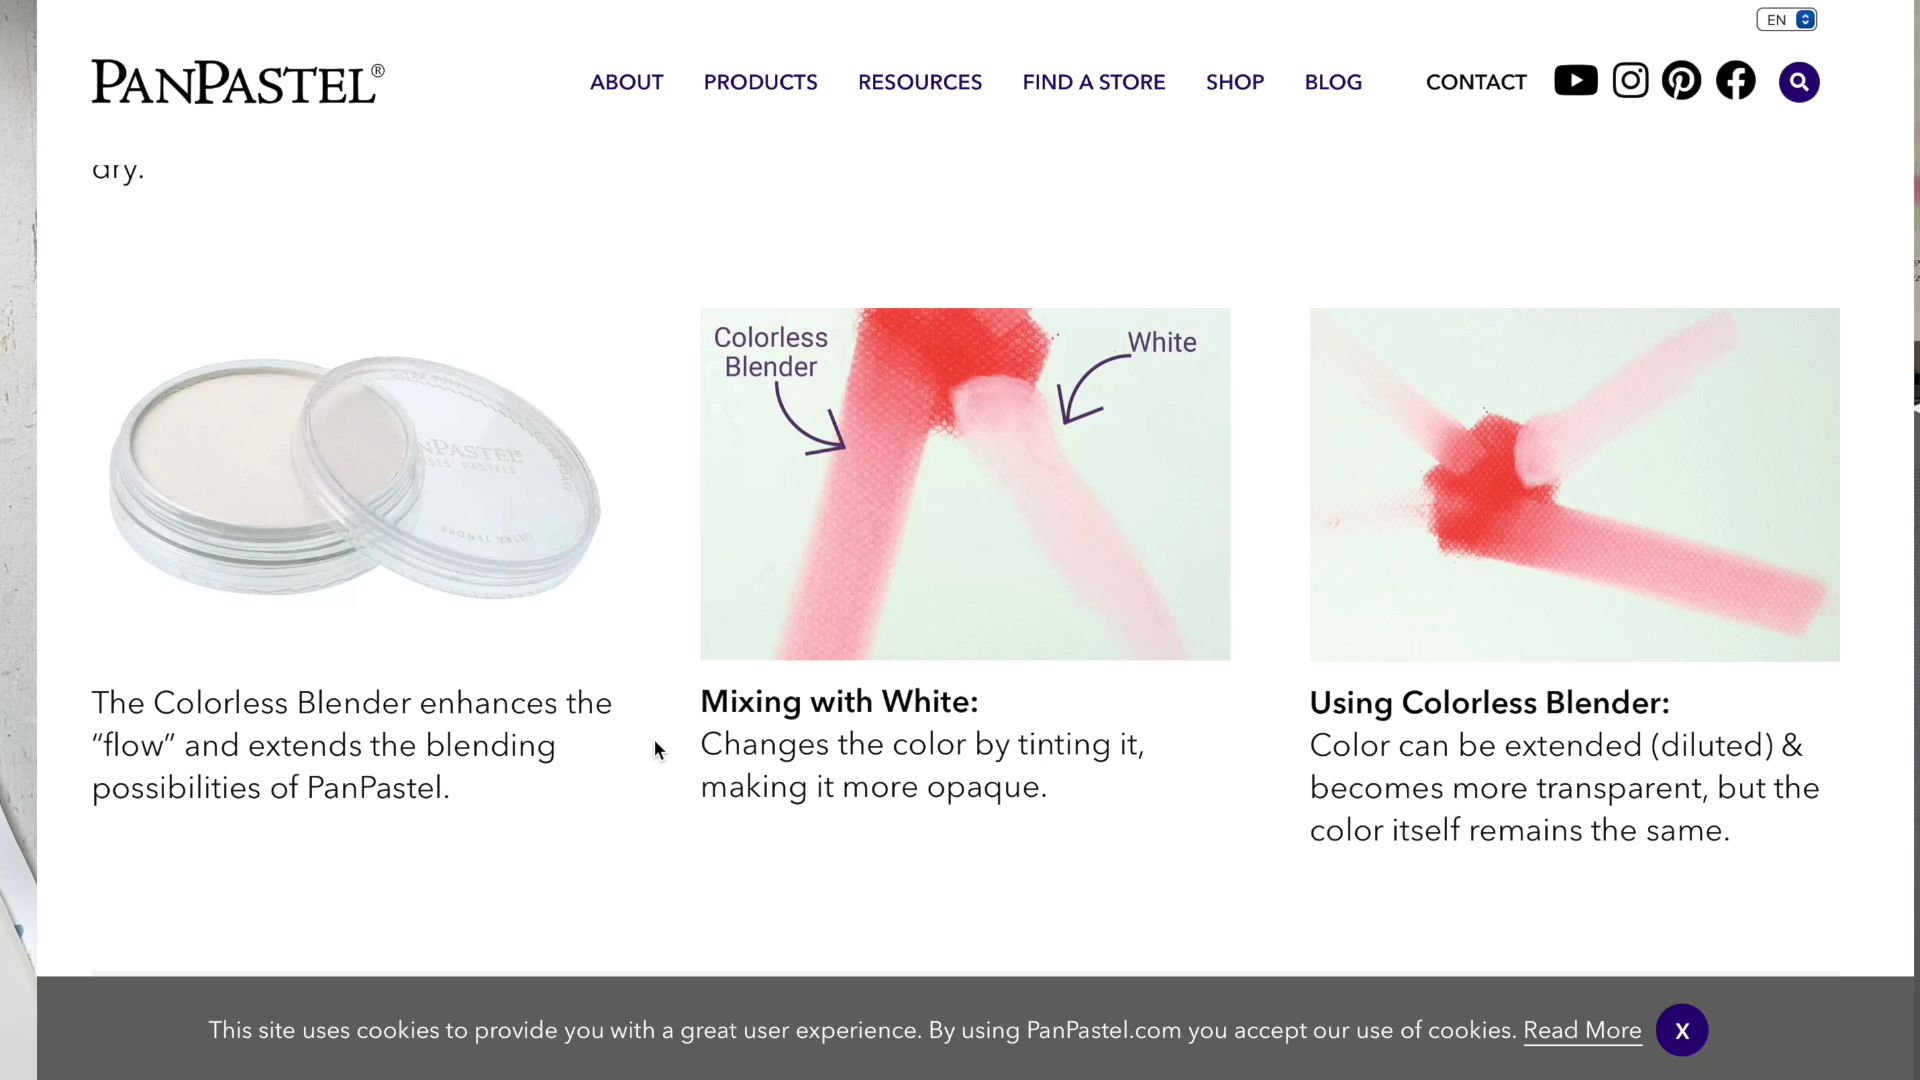 EN
PANPASTEL®
ABOUT PRODUCTS RESOURCES FIND A STORE SHOP BLOG CONTACT
dry.
Colorless
Blender
White
The Colorless Blender enhances the
“flow” and extends the blending
possibilities of PanPastel.
Mixing with White:
Changes the color by tinting it,
making it more opaque.
Using Colorless Blender:
Color can be extended (diluted) &
becomes more transparent, but the
color itself remains the same.
This site uses cookies to provide you with a great user experience. By using PanPastel.com you accept our use of cookies. Read More X